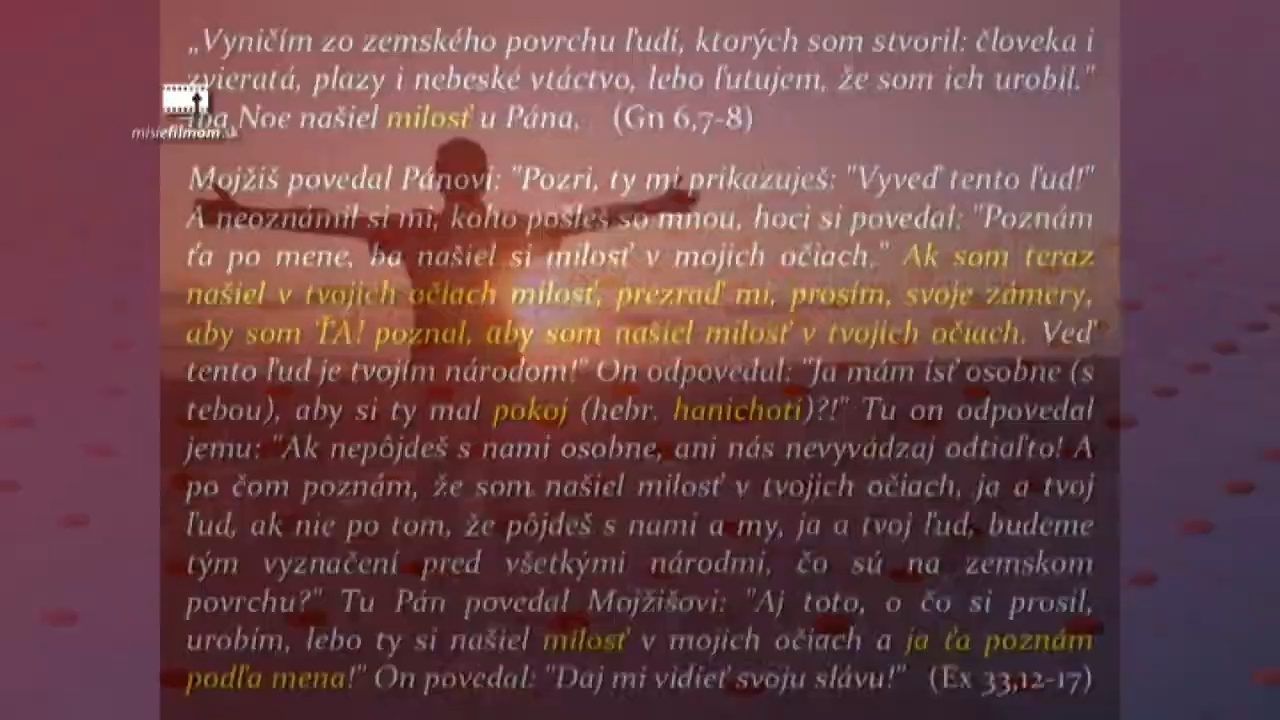 „Vyničím zo zemského povrchu ľudí, ktorých som stvoril: človeka i
zvieratá, plazy i nebeské vtáctvo, lebo ľutujem, že som ich urobil."
Iba Noe našiel milosť u Pána. (Gn 6,7-8)
misiefilmom.sk
Mojžiš povedal Pánovi: "Pozri, ty mi prikazuješ: "Vyveď tento ľud!"
A neoznámil si mi, koho pošleš so mnou, hoci si povedal: "Poznám
ťa po mene, ba našiel si milosť v mojich očiach." Ak som teraz
našiel v tvojich očiach milosť, prezraď mi, prosím, svoje zámery,
aby som ŤA! poznal, aby som našiel milosť v tvojich očiach. Veď
tento ľud je tvojím národom!" On odpovedal: "Ja mám ísť osobne (s
tebou), aby si ty mal pokoj (hebr. hanichoti)?!" Tu on odpovedal
jemu: "Ak nepôjdeš s nami osobne, ani nás nevyvádzaj odtiaľto! A
po čom poznám, že som našiel milosť v tvojich očiach, ja a tvoj
ľud, ak nie po tom, že pôjdeš s nami a my, ja a tvoj ľud, budeme
tým vyznačení pred všetkými národmi, čo sú na zemskom
povrchu?" Tu Pán povedal Mojžišovi: "Aj toto, o čo si prosil,
urobím, lebo ty si našiel milosť v mojich očiach a ja ťa poznám
podľa mena!" On povedal: "Daj mi vidieť svoju slávu!" (Ex 33,12-17)